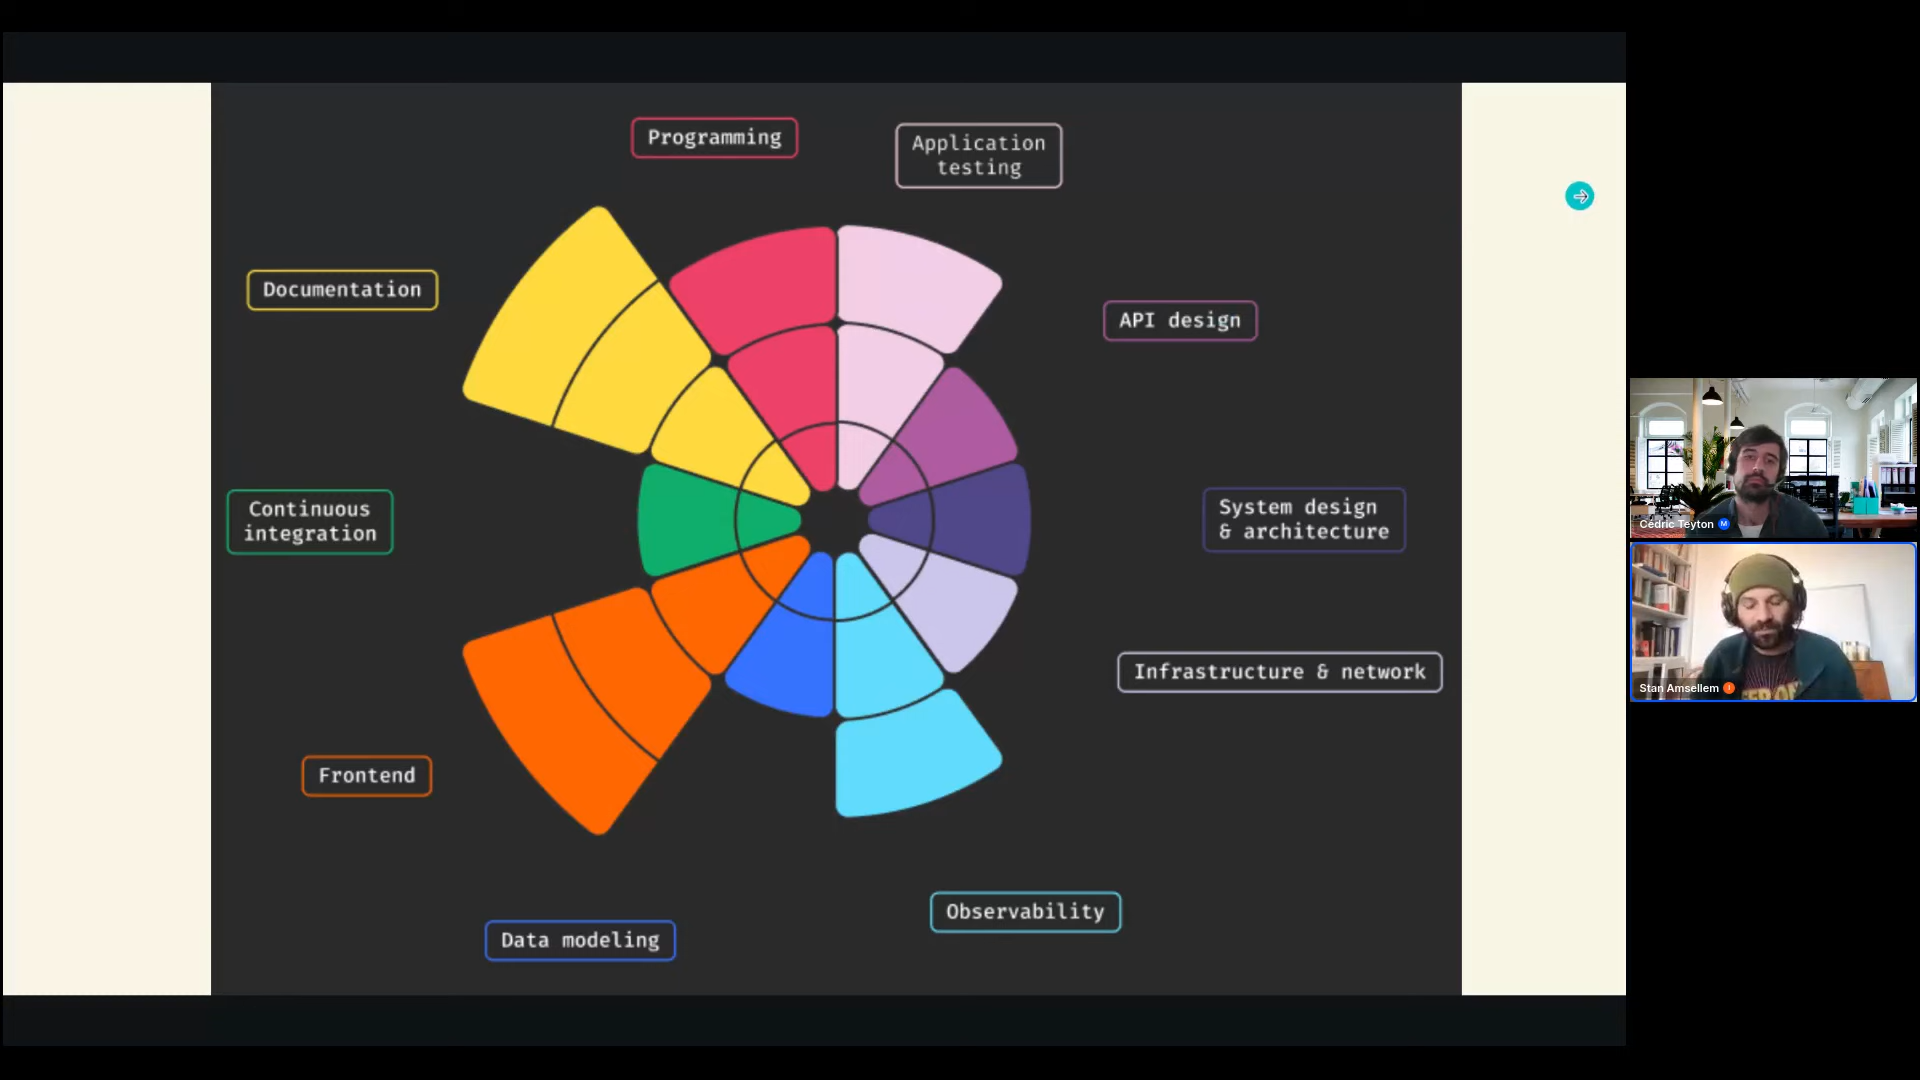 Programming
Application
testing
Documentation
API design
Continuous
integration
System design
& architecture
Infrastructure & network
Frontend
Observability
Data modeling
Cédric Teyton M
Stan Amsellem